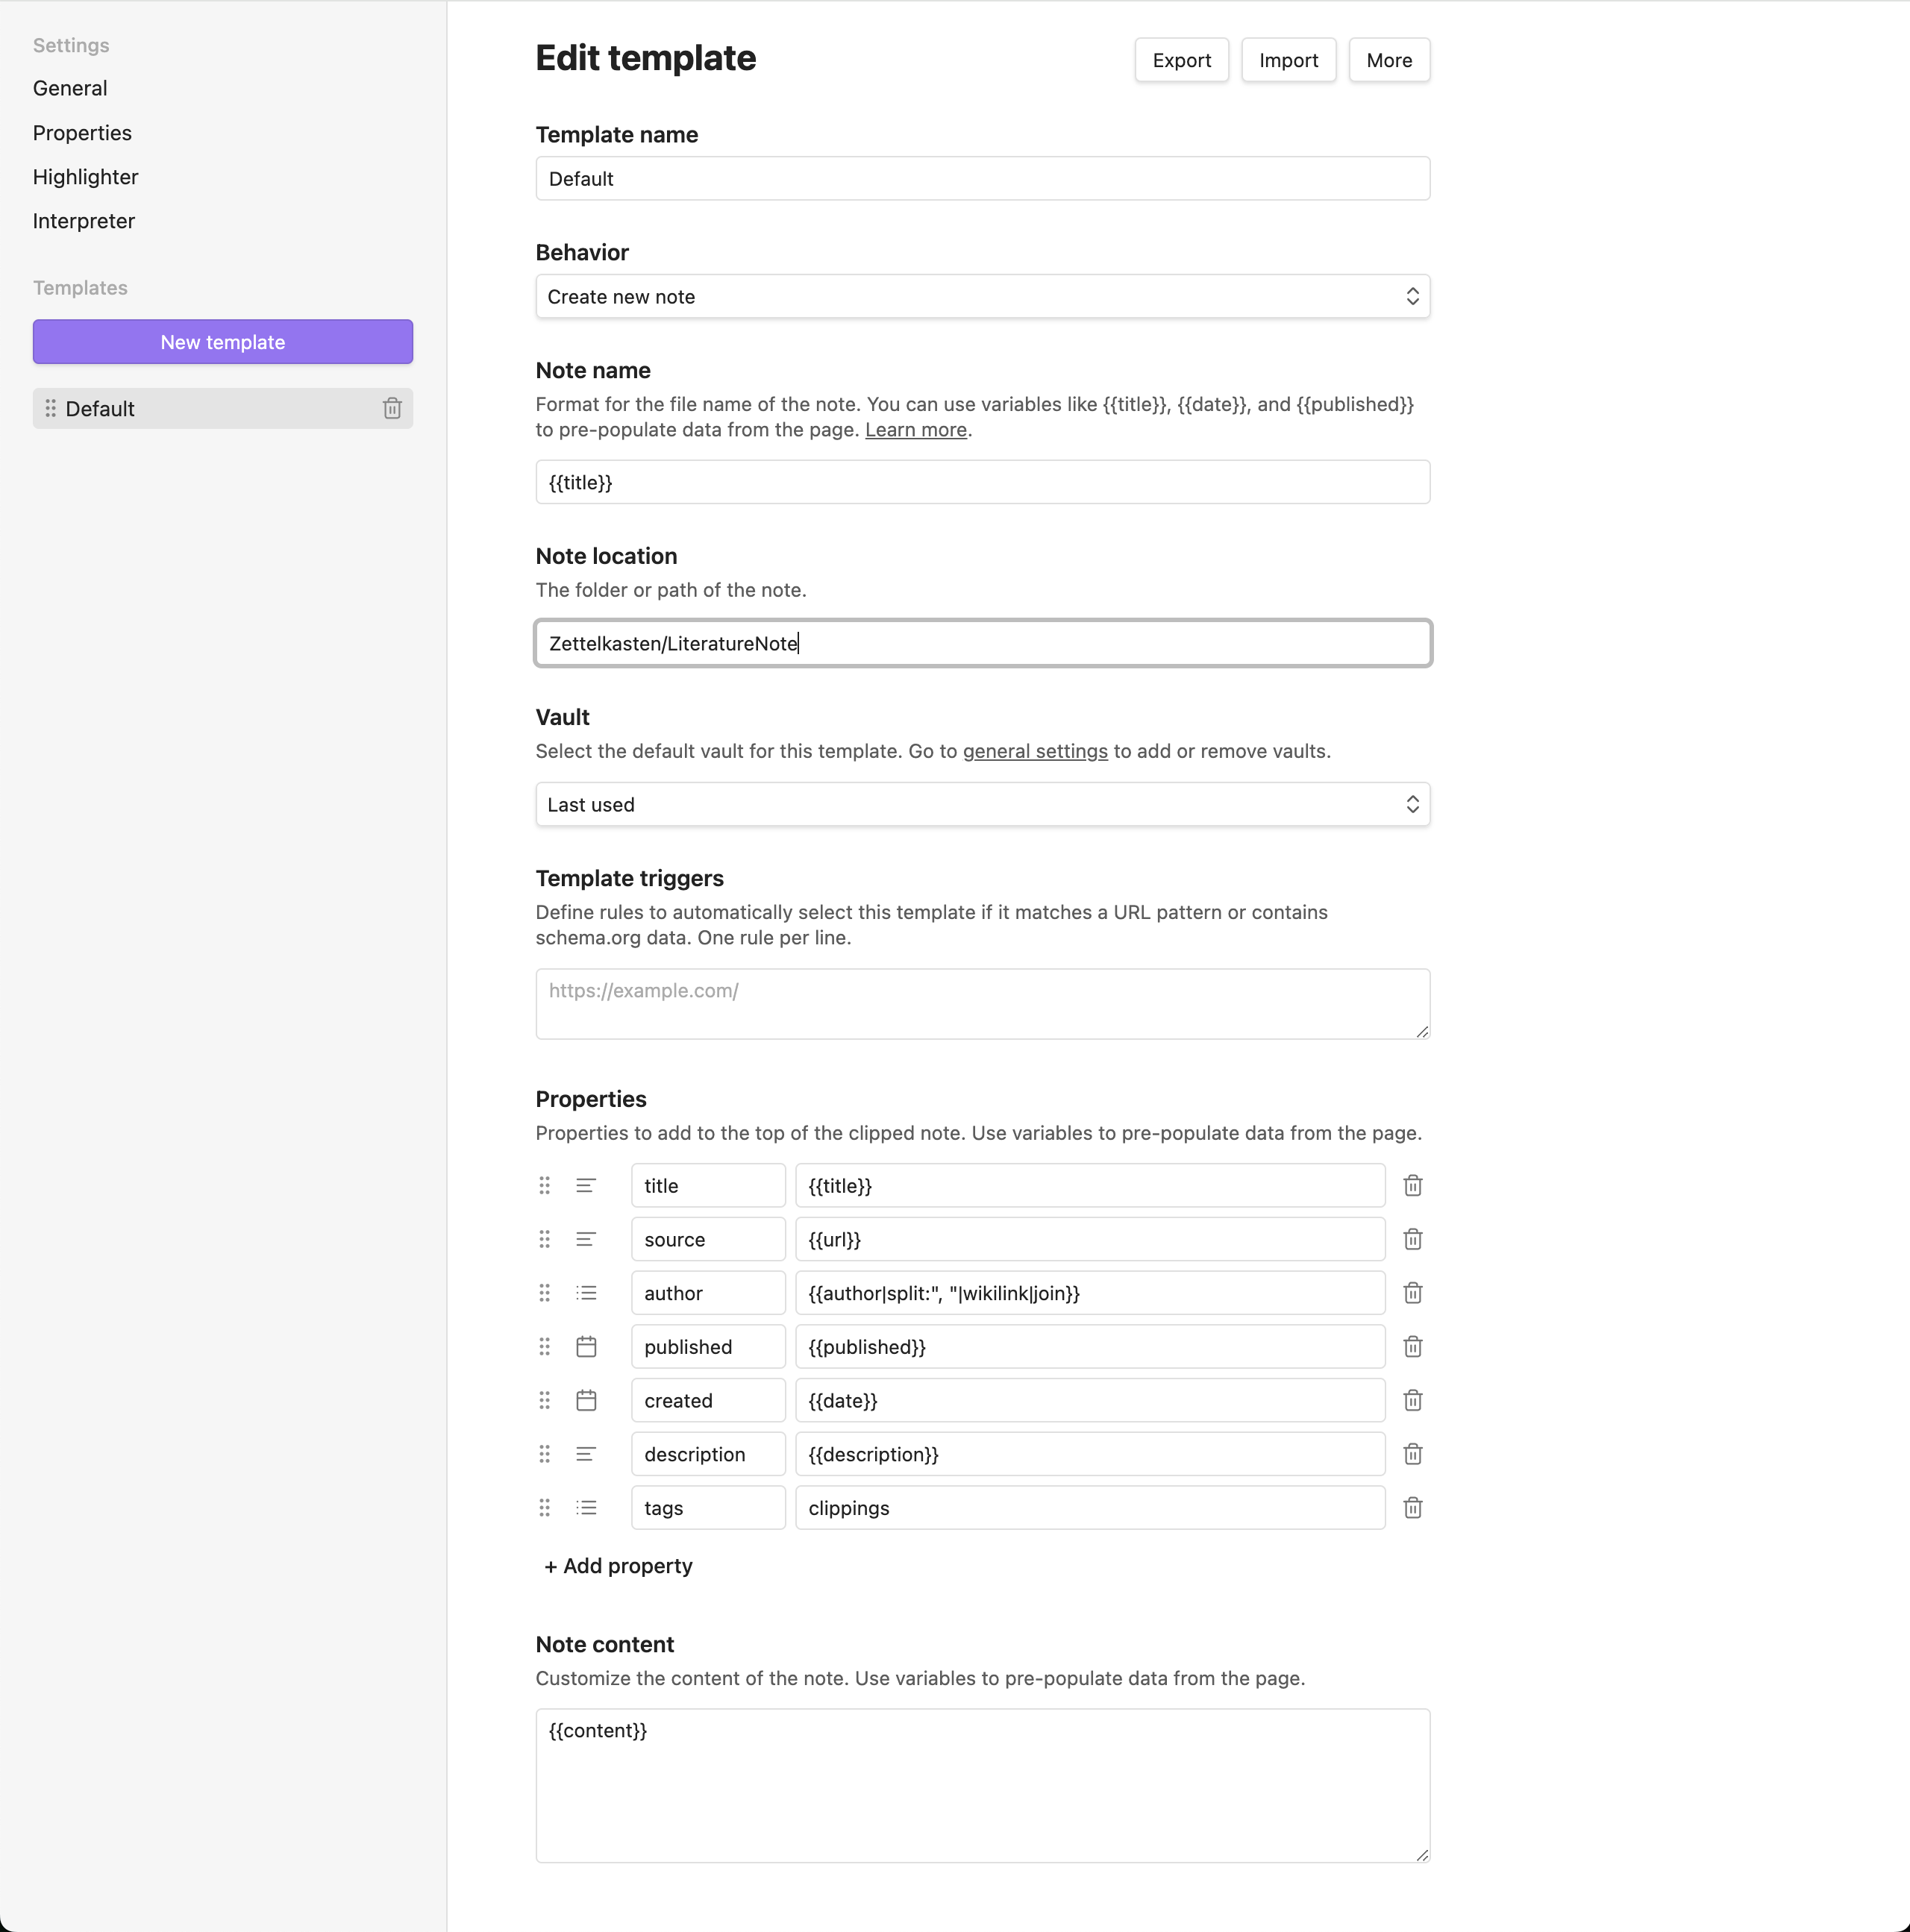 Settings
General
Properties
Highlighter
Interpreter
Templates
New template
Default
Edit template
Export
Import
More
Template name
Default
Behavior
Create new note
Note name
Format for the file name of the note. You can use variables like {{title}}, {{date}}, and {{published}}
to pre-populate data from the page. Learn more.
{{title}}
Note location
The folder or path of the note.
Zettelkasten/LiteratureNote
Vault
Select the default vault for this template. Go to general settings to add or remove vaults.
Last used
Template triggers
Define rules to automatically select this template if it matches a URL pattern or contains
schema.org data. One rule per line.
https://example.com/
Properties
Properties to add to the top of the clipped note. Use variables to pre-populate data from the page.
title {{title}}
source {{url}}
author {{author|split:", "|wikilink|join}}
published {{published}}
created {{date}}
description {{description}}
tags clippings
+ Add property
Note content
Customize the content of the note. Use variables to pre-populate data from the page.
{{content}}